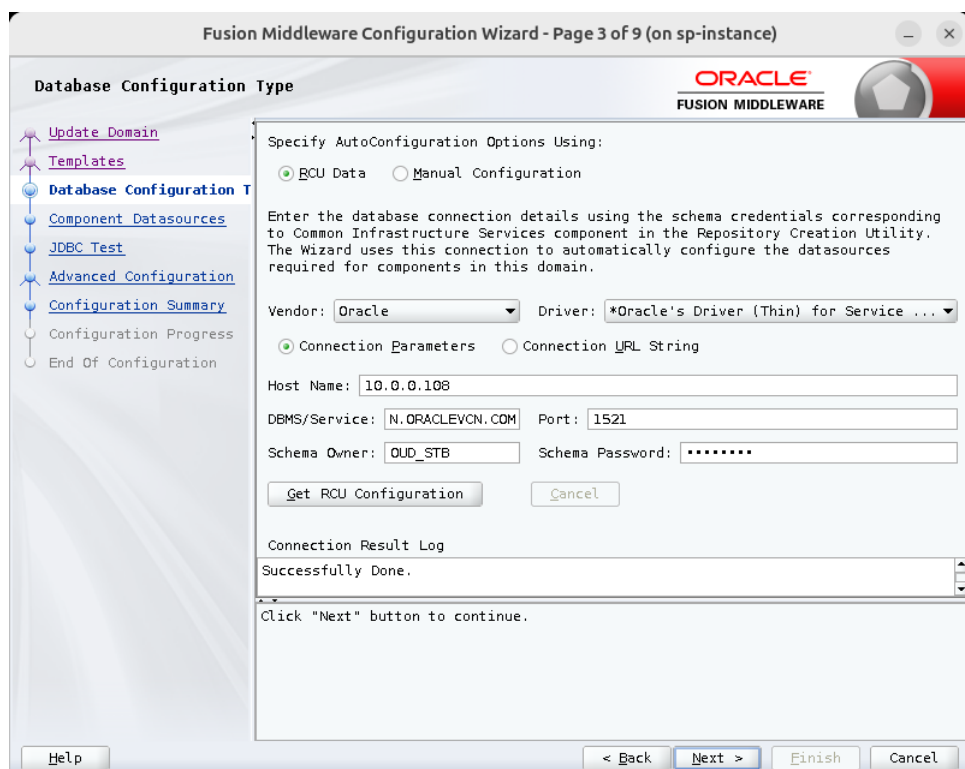 Fusion Middleware Configuration Wizard - Page 3 of 9 (on sp-instance)
Database Configuration Type
ORACLE
FUSION MIDDLEWARE
Update Domain
Templates
Database Configuration T
Component Datasources
JDBC Test
Advanced Configuration
Configuration Summary
Configuration Progress
End Of Configuration
Specify AutoConfiguration Options Using:
RCU Data Manual Configuration
Enter the database connection details using the schema credentials corresponding
to Common Infrastructure Services component in the Repository Creation Utility.
The Wizard uses this connection to automatically configure the datasources
required for components in this domain.
Vendor: Oracle Driver: *Oracle's Driver (Thin) for Service ...
Connection Parameters Connection URL String
Host Name: 10.0.0.108
DBMS/Service: N.ORACLEVCN.COM Port: 1521
Schema Owner: OUD_STB Schema Password: ••••••••
Get RCU Configuration Cancel
Connection Result Log
Successfully Done.
Click "Next" button to continue.
Help < Back Next > Finish Cancel